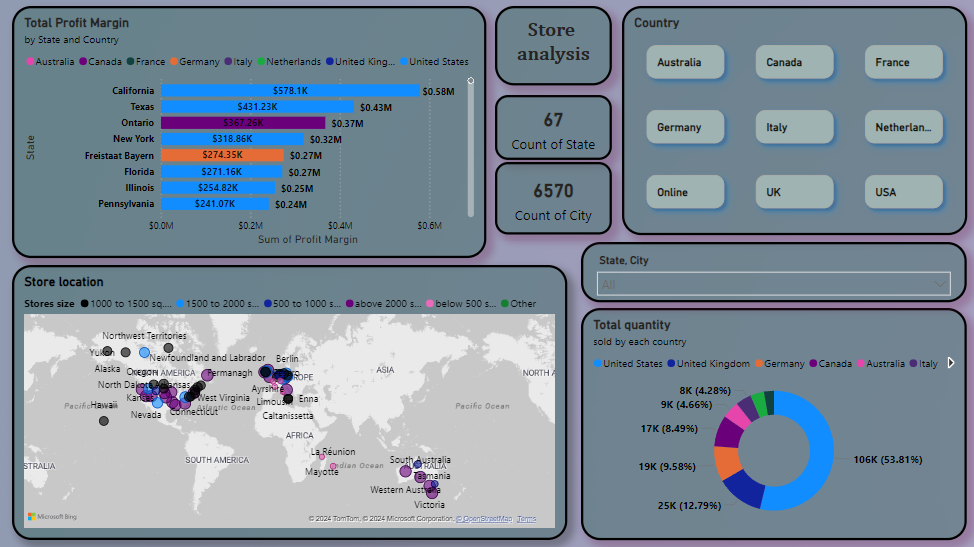 Total Profit Margin
by State and Country
Australia Canada France Germany Italy Netherlands United King... United States
California $578.1K $0.58M
Texas $431.23K $0.43M
Ontario $367.26K $0.37M
New York $318.86K $0.32M
Freistaat Bayern $274.35K $0.27M
Florida $271.16K $0.27M
Illinois $254.82K $0.25M
Pennsylvania $241.07K $0.24M
State
$0.0M $0.2M $0.4M $0.6M
Sum of Profit Margin
Store
analysis
67
Count of State
6570
Count of City
Country
Australia Canada France
Germany Italy Netherlan...
Online UK USA
State, City
All
Store location
Stores size 1000 to 1500 sq.... 1500 to 2000 s... 500 to 1000 s... above 2000 s... below 500 s... Other
Northwest Territories
Yukon
Newfoundland and Labrador
Berlin
Alaska
Oregon
Fermanagh
ASIA
NORTH A
North Dakota
Arkansas
Ayrshire
Kansas
West Virginia
Limousin
Enna
Hawaii
Nevada
Connecticut
Atlantic Ocean
Caltanissetta
Pacific Ocean
AFRICA
SOUTH AMERICA
La Réunion
Indian Ocean
Mayotte
South Australia
STRALIA
Tasmania
Western Australia
Victoria
Microsoft Bing
© 2024 TomTom, © 2024 Microsoft Corporation, © OpenStreetMap Terms
Total quantity
sold by each country
United States United Kingdom Germany Canada Australia Italy
8K (4.28%)
9K (4.66%)
17K (8.49%)
19K (9.58%)
25K (12.79%)
106K (53.81%)